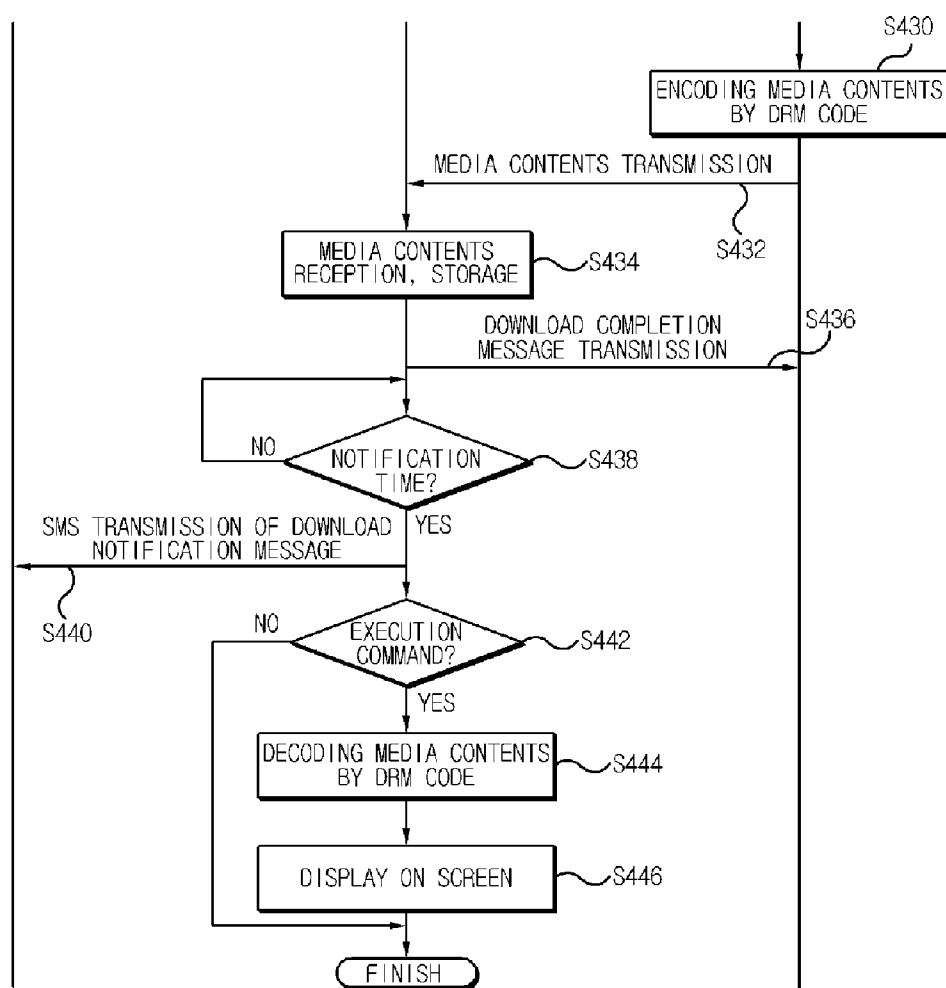 S430
ENCODING MEDIA CONTENTS
BY DRM CODE
MEDIA CONTENTS TRANSMISSION
S432
MEDIA CONTENTS
RECEPTION, STORAGE
S434
DOWNLOAD COMPLETION
MESSAGE TRANSMISSION
S436
NO
NOTIFICATION
TIME?
S438
YES
SMS TRANSMISSION OF DOWNLOAD
NOTIFICATION MESSAGE
S440
NO
EXECUTION
COMMAND?
S442
YES
DECODING MEDIA CONTENTS
BY DRM CODE
S444
DISPLAY ON SCREEN
S446
FINISH